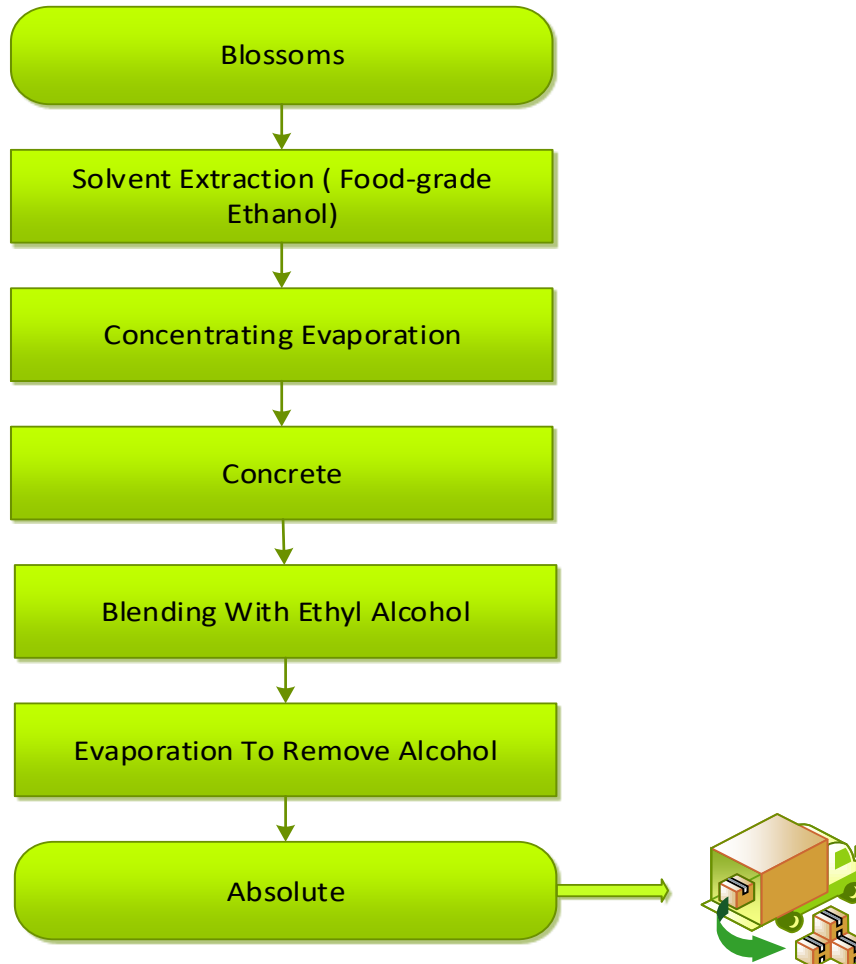 Blossoms
Solvent Extraction ( Food-grade
Ethanol)
Concentrating Evaporation
Concrete
Blending With Ethyl Alcohol
Evaporation To Remove Alcohol
Absolute